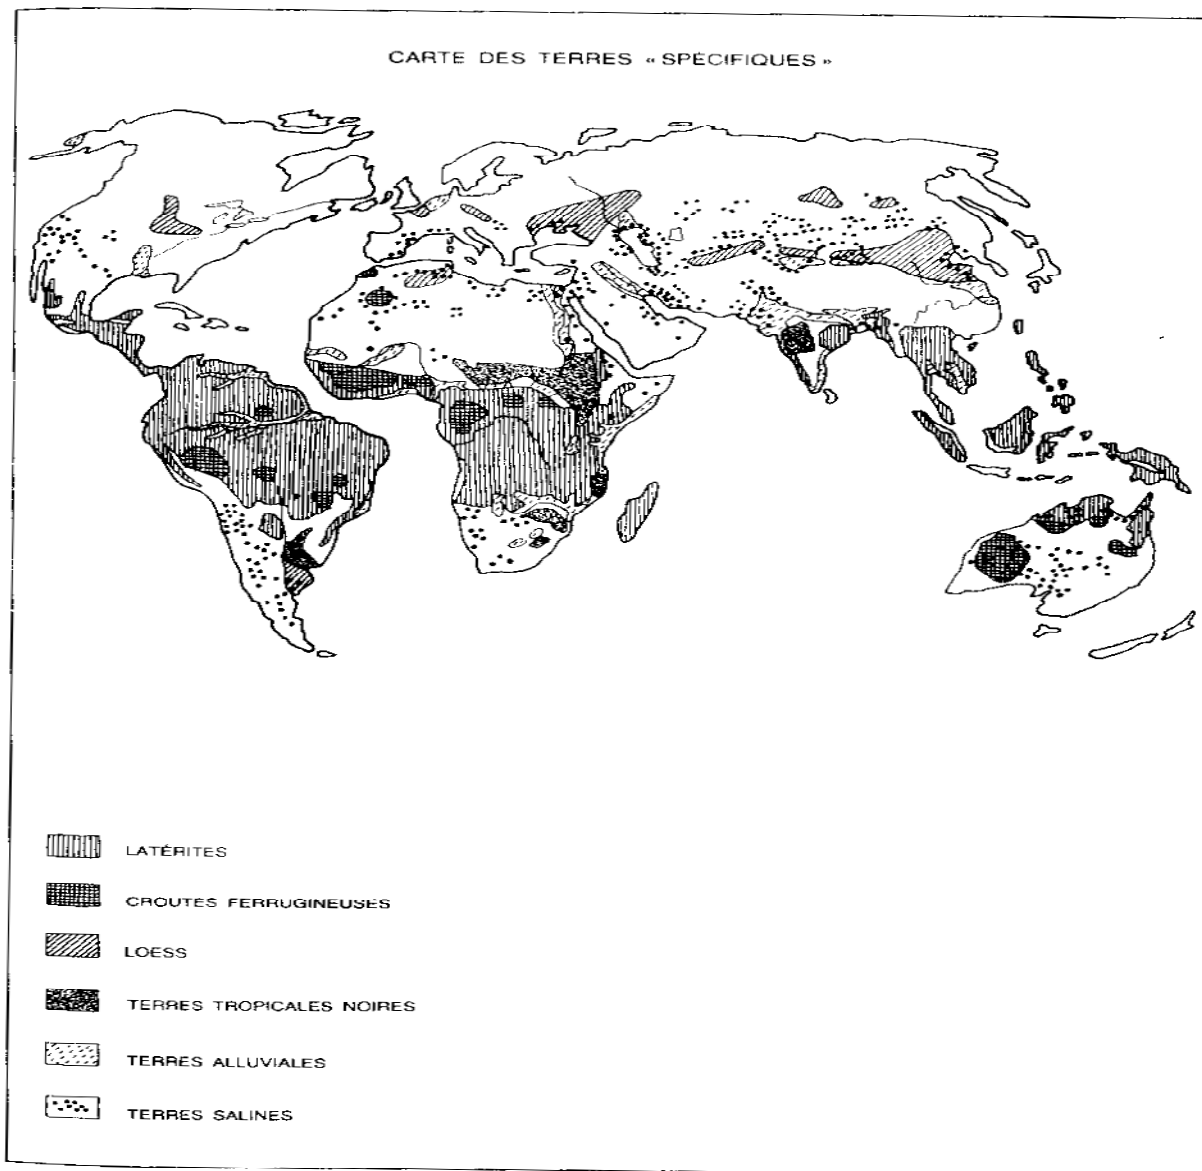 CARTE DES TERRES « SPÉCIFIQUES »
LATÉRITES
CROUTES FERRUGINEUSES
LOESS
TERRES TROPICALES NOIRES
TERRES ALLUVIALES
TERRES SALINES